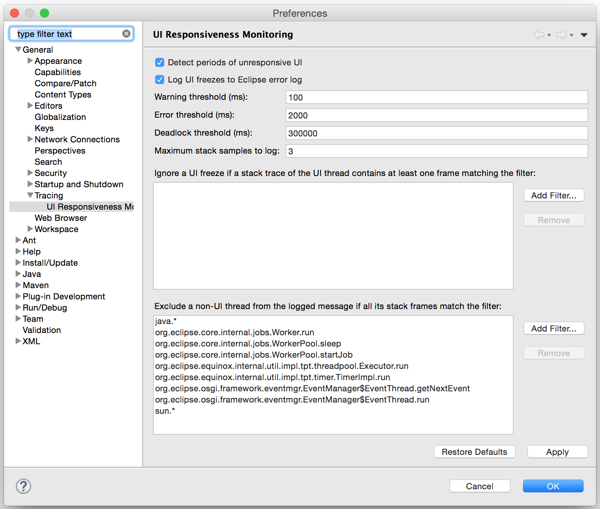 Preferences
type filter text
General
Appearance
Capabilities
Compare/Patch
Content Types
Editors
Globalization
Keys
Network Connections
Perspectives
Search
Security
Startup and Shutdown
Tracing
UI Responsiveness Mo
Web Browser
Workspace
Ant
Help
Install/Update
Java
Maven
Plug-in Development
Run/Debug
Team
Validation
XML
UI Responsiveness Monitoring
Detect periods of unresponsive UI
Log UI freezes to Eclipse error log
Warning threshold (ms): 100
Error threshold (ms): 2000
Deadlock threshold (ms): 300000
Maximum stack samples to log: 3
Ignore a UI freeze if a stack trace of the UI thread contains at least one frame matching the filter:
Add Filter...
Remove
Exclude a non-UI thread from the logged message if all its stack frames match the filter:
java.*
org.eclipse.core.internal.jobs.Worker.run
org.eclipse.core.internal.jobs.WorkerPool.sleep
org.eclipse.core.internal.jobs.WorkerPool.startJob
org.eclipse.equinox.internal.util.impl.tpt.threadpool.Executor.run
org.eclipse.equinox.internal.util.impl.tpt.timer.TimerImpl.run
org.eclipse.osgi.framework.eventmgr.EventManager$EventThread.getNextEvent
org.eclipse.osgi.framework.eventmgr.EventManager$EventThread.run
sun.*
Add Filter...
Remove
Restore Defaults
Apply
?
Cancel
OK